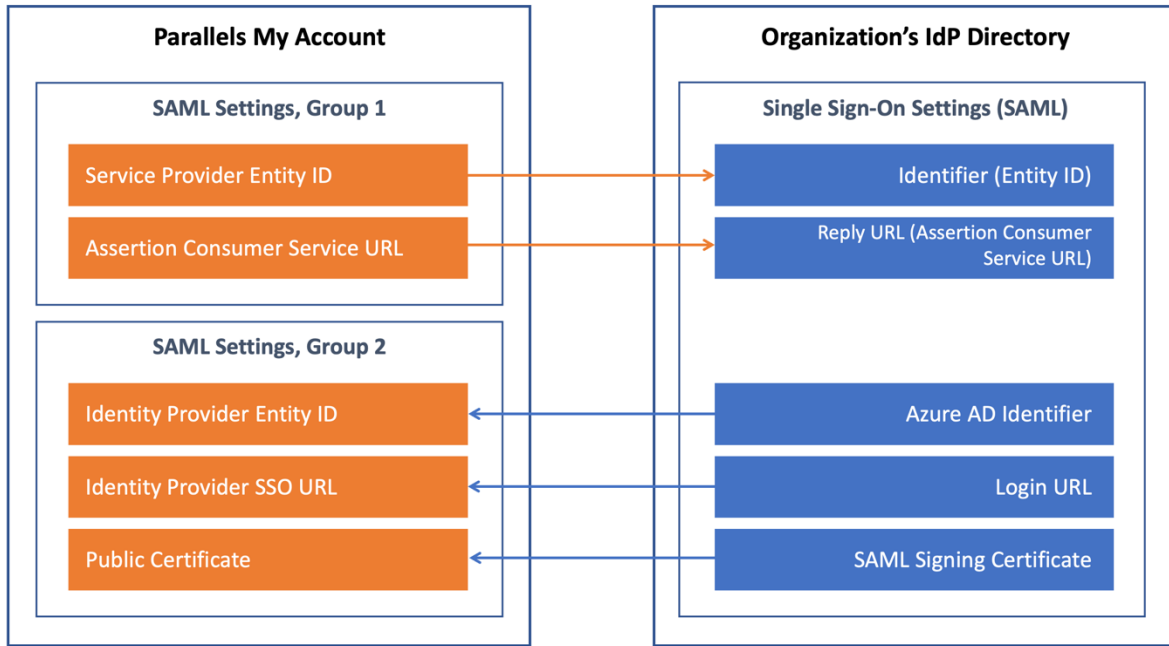 Parallels My Account
SAML Settings, Group 1
Service Provider Entity ID
Assertion Consumer Service URL
SAML Settings, Group 2
Identity Provider Entity ID
Identity Provider SSO URL
Public Certificate
Organization’s IdP Directory
Single Sign-On Settings (SAML)
Identifier (Entity ID)
Reply URL (Assertion Consumer
Service URL)
Azure AD Identifier
Login URL
SAML Signing Certificate